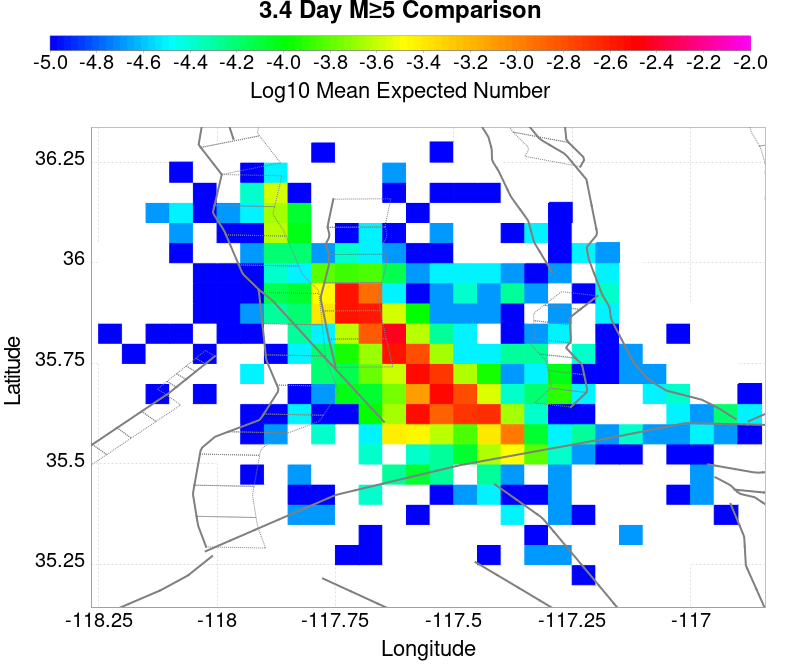 3.4 Day M≥5 Comparison
-5.0 -4.8 -4.6 -4.4 -4.2 -4.0 -3.8 -3.6 -3.4 -3.2 -3.0 -2.8 -2.6 -2.4 -2.2 -2.0
Log10 Mean Expected Number
36.25
36
35.75
35.5
35.25
Latitude
-118.25 -118 -117.75 -117.5 -117.25 -117
Longitude